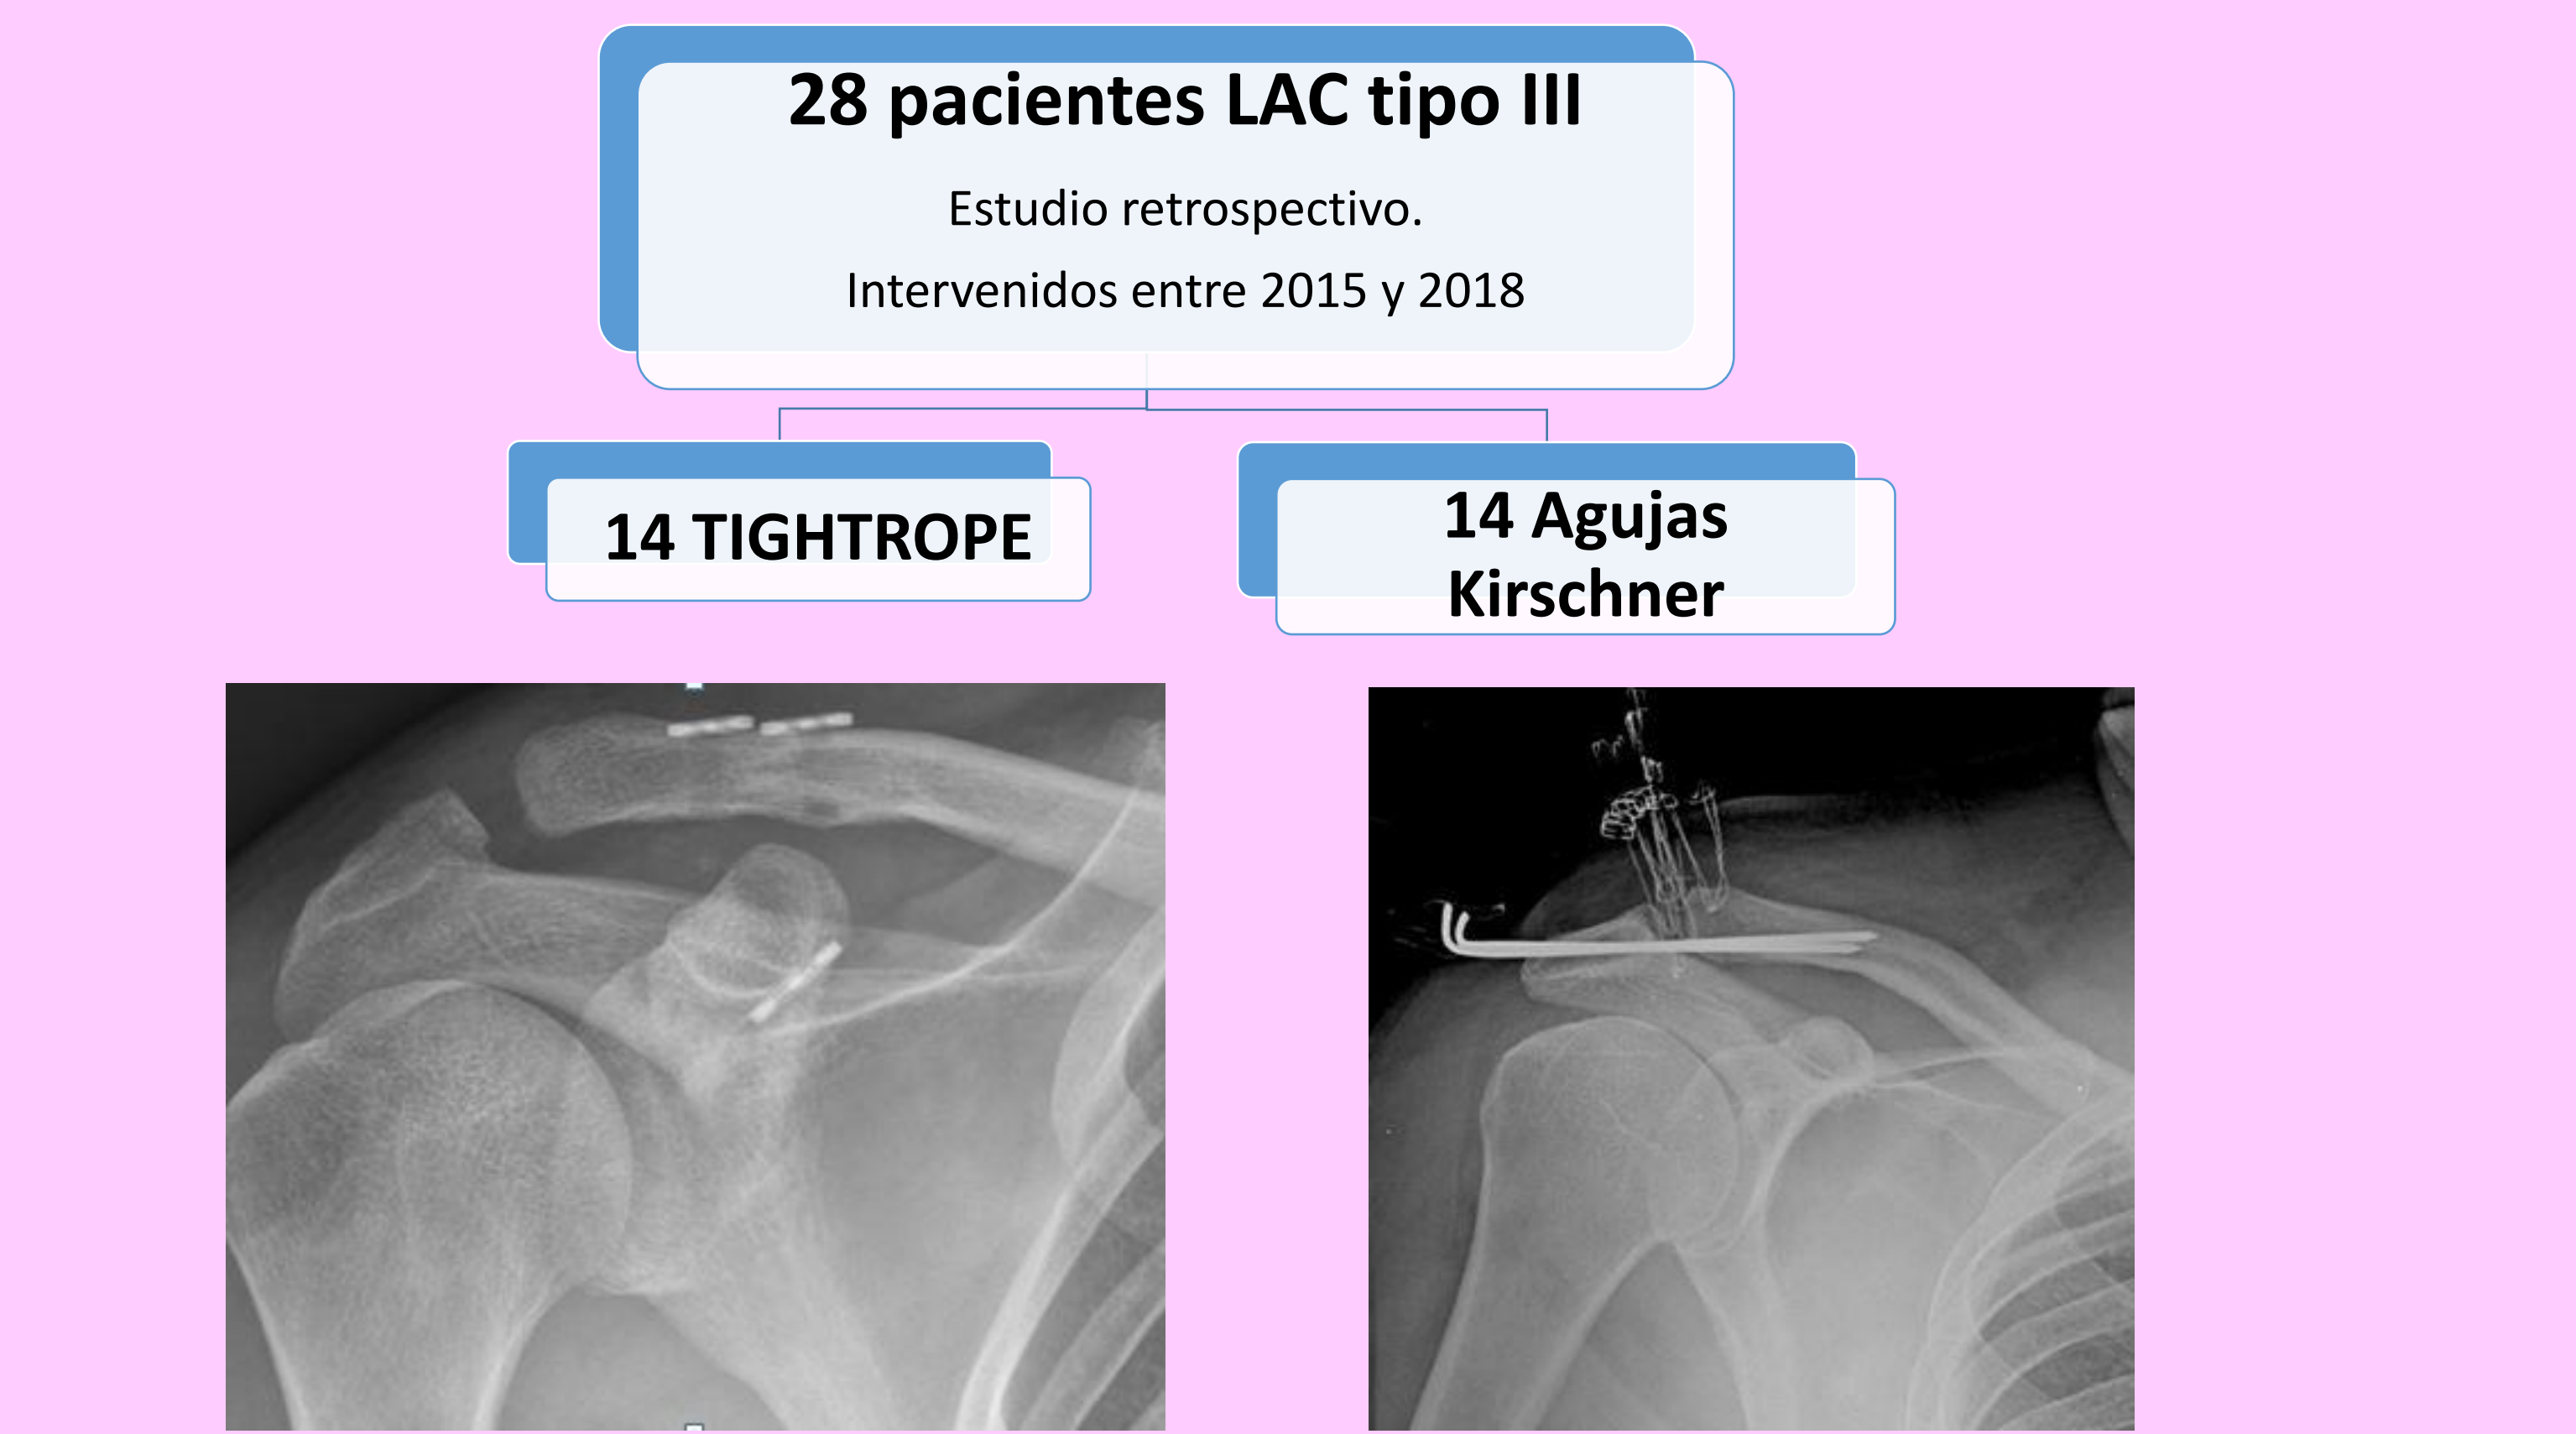 28 pacientes LAC tipo III
Estudio retrospectivo.
Intervenidos entre 2015 y 2018
14 TIGHTROPE
14 Agujas
Kirschner